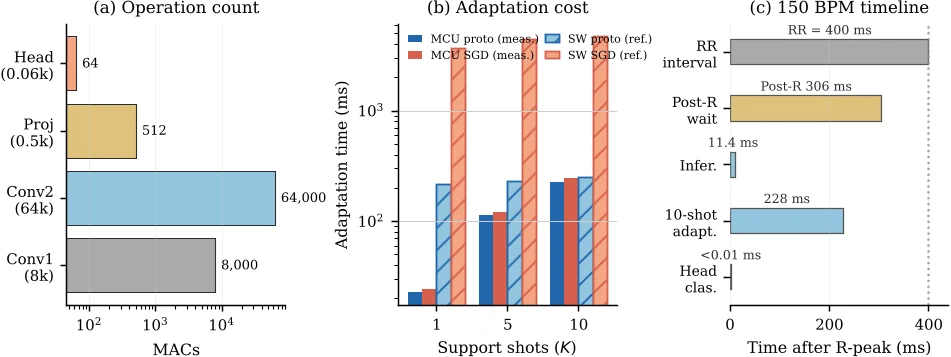 (a) Operation count
Head
(0.06k)
64
Proj
(0.5k)
512
Conv2
(64k)
64,000
Conv1
(8k)
8,000
10²
10³
10⁴
MACs
(b) Adaptation cost
MCU proto (meas.)
MCU SGD (meas.)
SW proto (ref.)
SW SGD (ref.)
Adaptation time (ms)
10³
10²
1
5
10
Support shots (K)
(c) 150 BPM timeline
RR
interval
RR = 400 ms
Post-R
wait
Post-R 306 ms
Infer.
11.4 ms
10-shot
adapt.
228 ms
Head
clas.
<0.01 ms
0
200
400
Time after R-peak (ms)